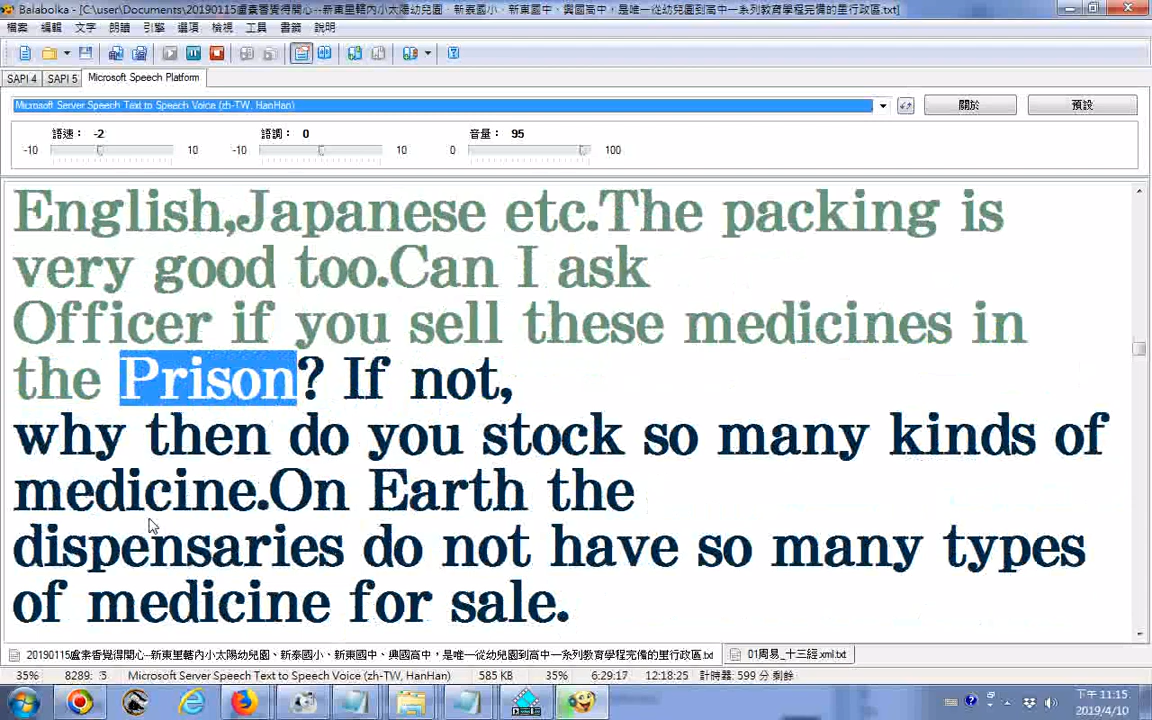 Balabolka - [C:\user\Documents\20190115盧素香覺得開心--新東里轄內小太陽幼兒園、新泰國小、新東國中、興國高中，是唯一從幼兒園到高中一系列教育學程完備的里行政區.txt]
檔案 編輯 文字 朗讀 引擎 選項 檢視 工具 書籤 說明
SAPI 4 SAPI 5 Microsoft Speech Platform
Microsoft Server Speech Text to Speech Voice (zh-TW, HanHan) 關於 預設
語速： -2 語調： 0 音量： 95
-10 10 -10 10 0 100
English,Japanese etc.The packing is
very good too.Can I ask
Officer if you sell these medicines in
the Prison? If not,
why then do you stock so many kinds of
medicine.On Earth the
dispensaries do not have so many types
of medicine for sale.
20190115盧素香覺得開心--新東里轄內小太陽幼兒園、新泰國小、新東國中、興國高中，是唯一從幼兒園到高中一系列教育學程完備的里行政區.txt 01周易_十三經.xml.txt
35% Microsoft Server Speech Text to Speech Voice (zh-TW, HanHan) 585 KB 35% 6:29:17 12:18:25 計時器: 599 分 剩餘
下午 11:15
2019/4/10